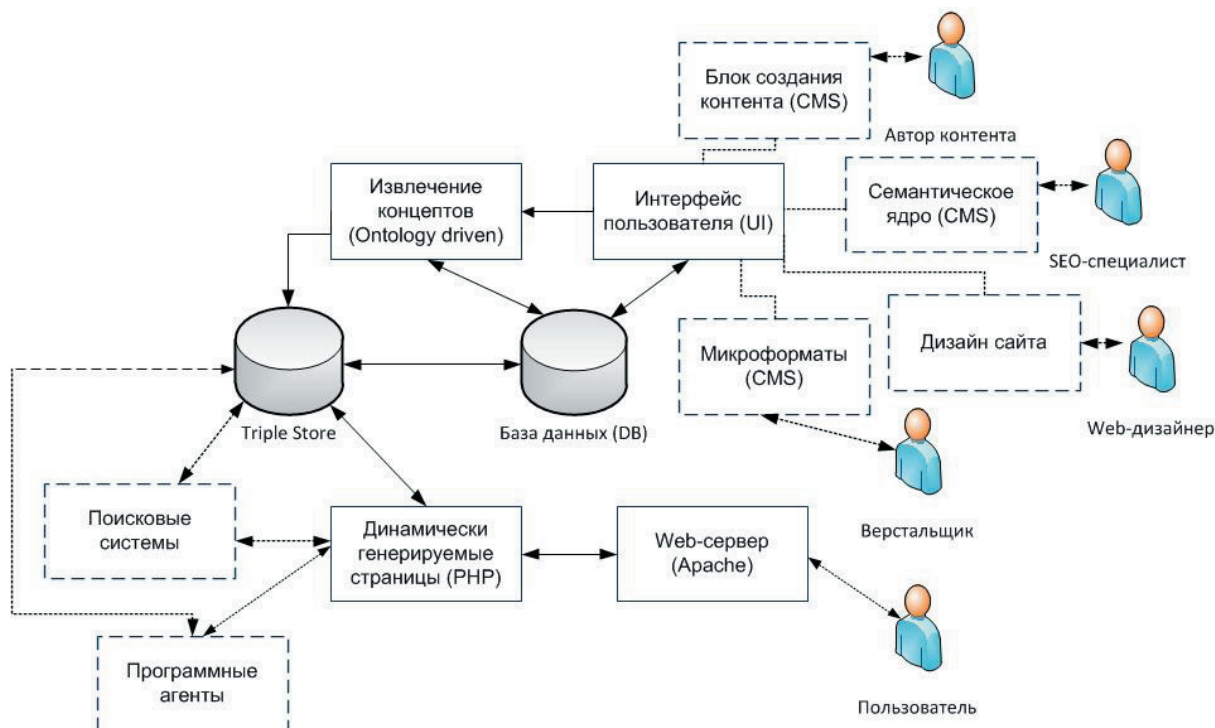 Блок создания
контента (CMS)
Автор контента
Извлечение
концептов
(Ontology driven)
Интерфейс
пользователя (UI)
Семантическое
ядро (CMS)
SEO-специалист
Микроформаты
(CMS)
Дизайн сайта
Web-дизайнер
Triple Store
База данных (DB)
Верстальщик
Поисковые
системы
Динамически
генерируемые
страницы (PHP)
Web-сервер
(Apache)
Программные
агенты
Пользователь